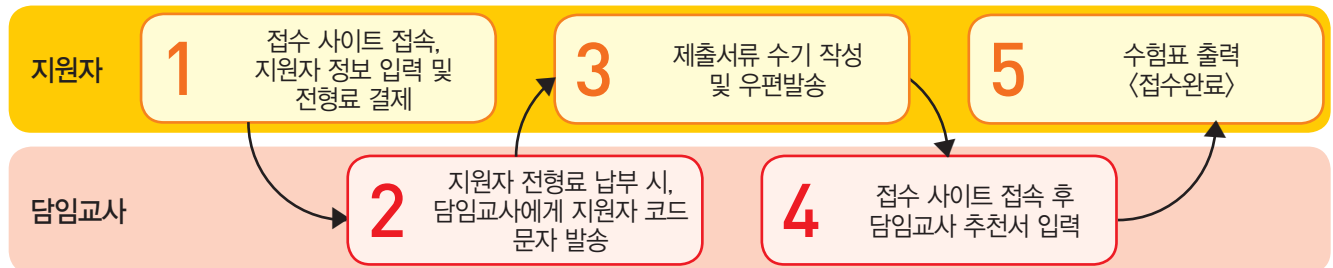 지원자
1
접수 사이트 접속,
지원자 정보 입력 및
전형료 결제
3
제출서류 수기 작성
및 우편발송
5
수험표 출력
〈접수완료〉
담임교사
2
지원자 전형료 납부 시,
담임교사에게 지원자 코드
문자 발송
4
접수 사이트 접속 후
담임교사 추천서 입력